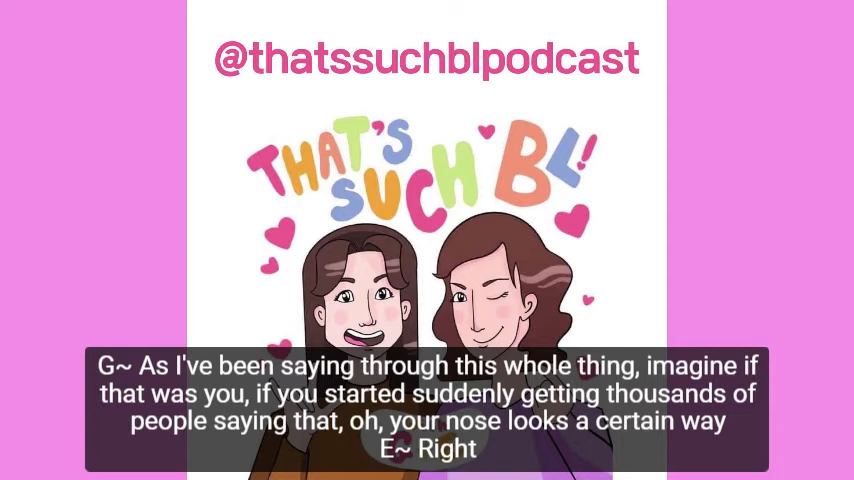 @thatssuchblpodcast
THAT'S
SUCH BL!
G~ As I've been saying through this whole thing, imagine if
that was you, if you started suddenly getting thousands of
people saying that, oh, your nose looks a certain way
E~ Right